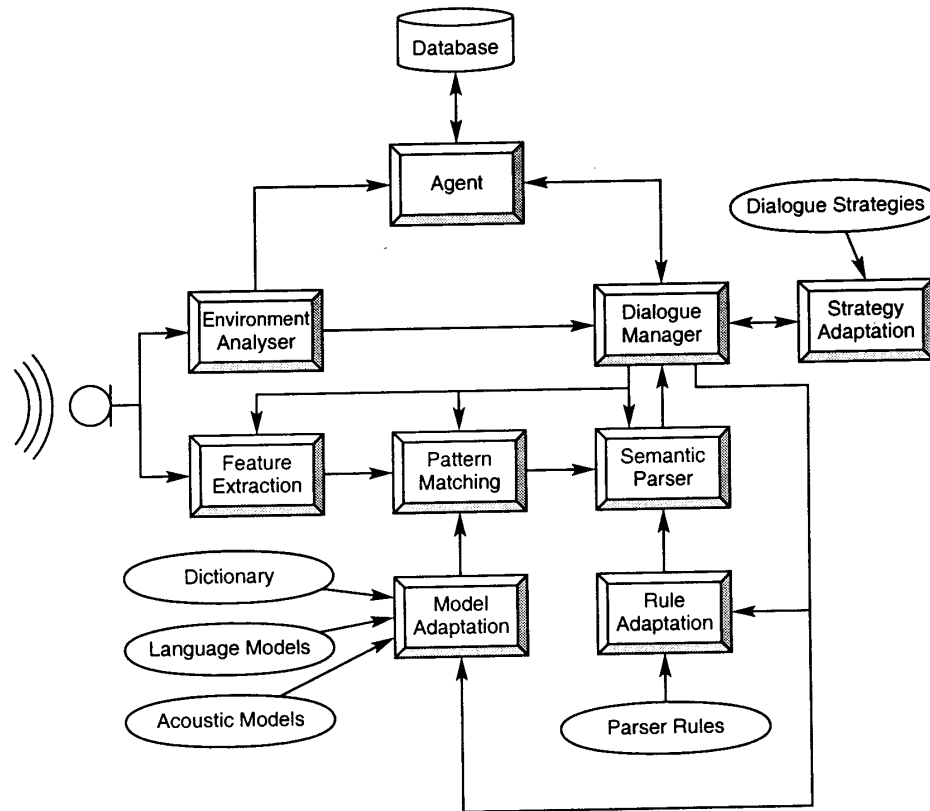 Database
Agent
Dialogue Strategies
Environment
Analyser
Dialogue
Manager
Strategy
Adaptation
Feature
Extraction
Pattern
Matching
Semantic
Parser
Dictionary
Language Models
Acoustic Models
Model
Adaptation
Rule
Adaptation
Parser Rules